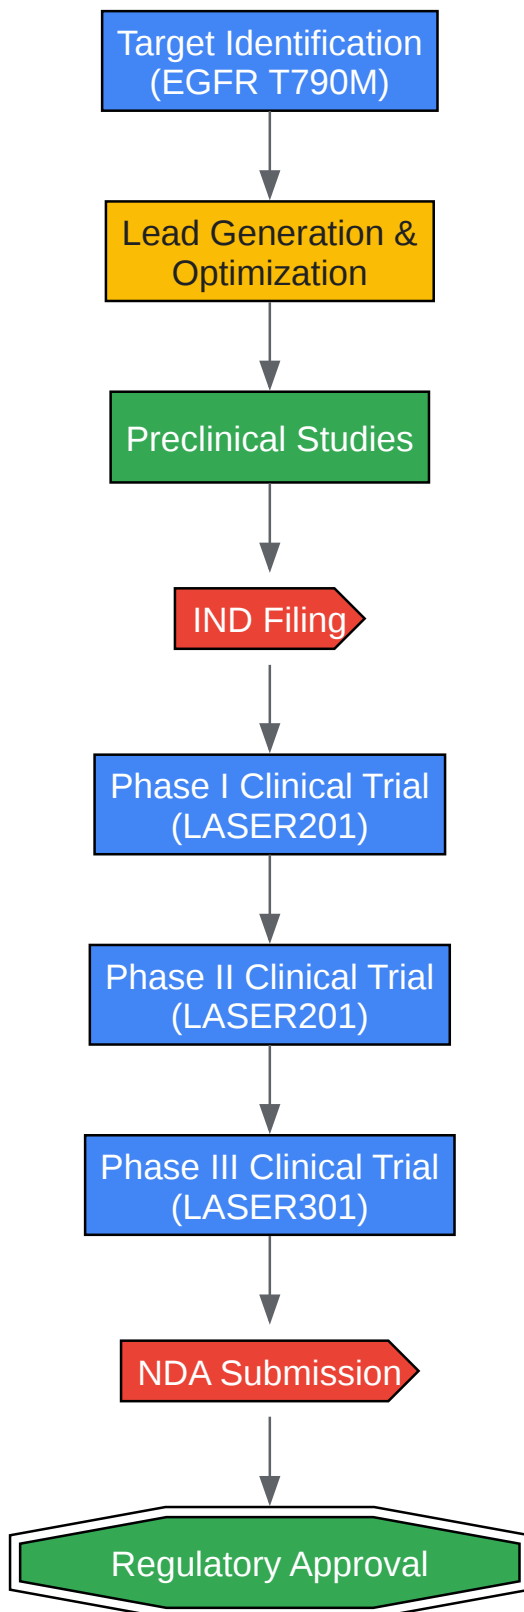 Target Identification
(EGFR T790M)
Lead Generation &
Optimization
Preclinical Studies
IND Filing
Phase I Clinical Trial
(LASER201)
Phase II Clinical Trial
(LASER201)
Phase III Clinical Trial
(LASER301)
NDA Submission
Regulatory Approval